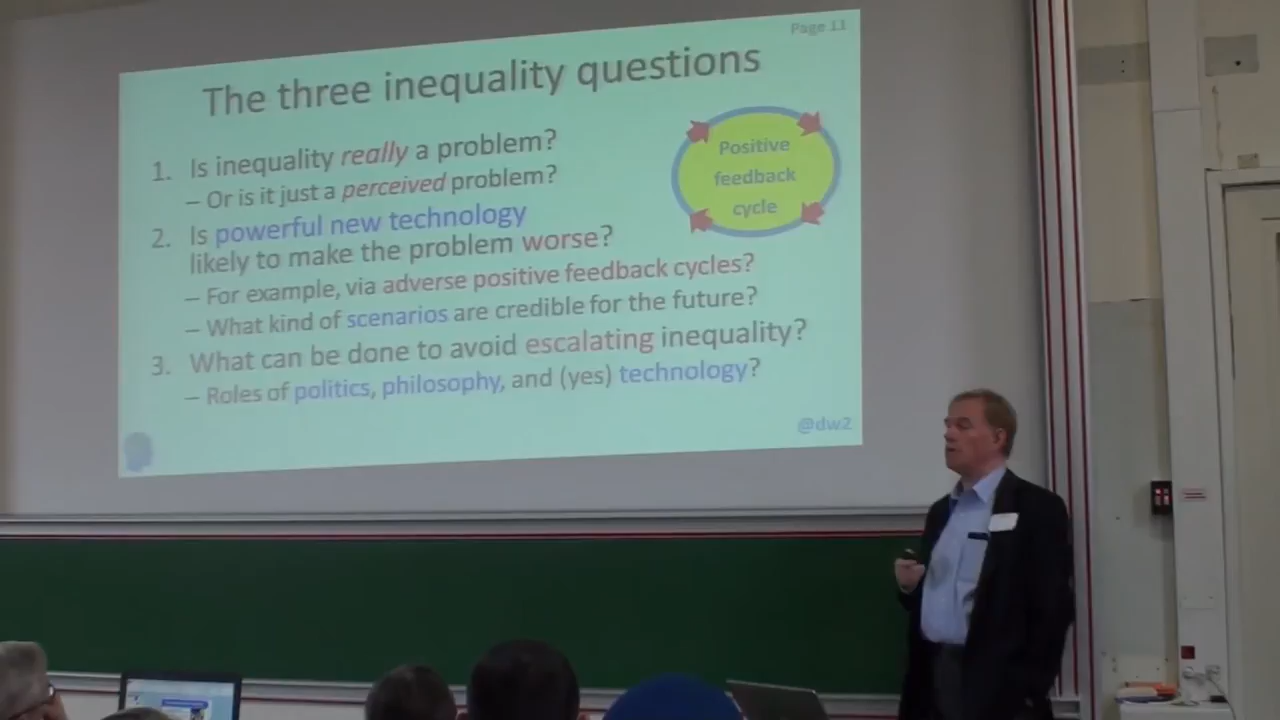 Page 11
The three inequality questions
1. Is inequality really a problem?
– Or is it just a perceived problem?
2. Is powerful new technology
likely to make the problem worse?
– For example, via adverse positive feedback cycles?
– What kind of scenarios are credible for the future?
3. What can be done to avoid escalating inequality?
– Roles of politics, philosophy, and (yes) technology?
Positive
feedback
cycle
@dw2